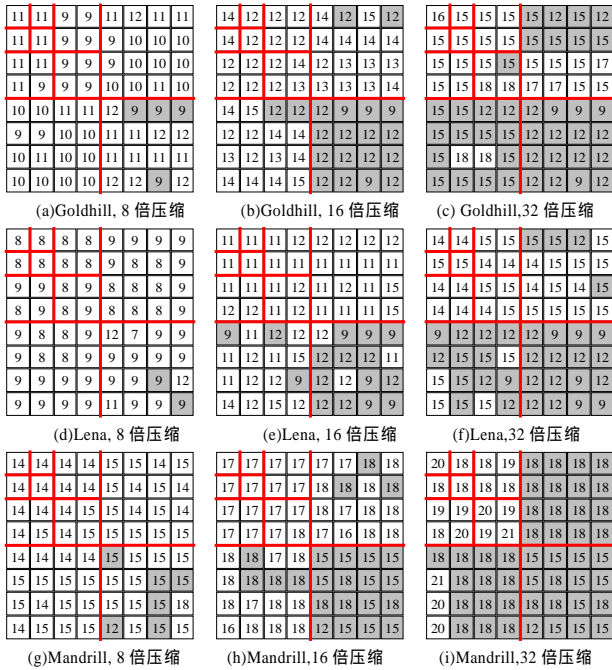 11 11 9 9 11 12 11 11
11 11 9 9 9 10 10 10
11 11 9 9 9 10 10 10
11 9 9 9 10 10 11 11
10 10 11 11 12 9 9 9
9 9 10 10 11 11 12 12
10 11 10 10 11 11 11 11
10 10 10 10 12 12 9 12
(a)Goldhill, 8 倍压缩
14 12 12 12 14 12 15 12
12 12 12 12 14 14 14 14
12 12 12 12 12 13 13 13
12 12 12 12 13 13 13 14
14 15 12 12 12 9 9 9
12 12 14 14 12 12 12 12
13 12 14 14 12 12 12 12
14 14 14 15 12 12 9 12
(b)Goldhill, 16 倍压缩
16 15 15 15 15 12 15 12
15 15 15 15 15 15 15 15
15 15 15 15 15 15 15 17
15 15 18 18 17 17 15 15
15 15 12 12 12 9 9 9
15 15 15 15 12 12 12 12
15 18 18 15 12 12 12 12
15 15 15 15 12 12 9 12
(c) Goldhill,32 倍压缩
8 8 8 8 9 9 9 9
8 8 8 8 9 9 9 9
9 9 8 8 9 9 9 9
9 9 8 9 9 9 9 9
9 8 8 9 12 7 9 9
9 8 8 9 9 9 9 9
9 9 9 9 9 9 9 12
9 9 9 9 11 9 9 9
(d)Lena, 8 倍压缩
11 11 11 12 12 12 12 12
11 11 11 11 11 11 11 11
11 11 11 11 11 11 11 12
12 12 11 11 11 11 11 12
9 11 12 12 12 9 9 9
11 12 11 15 12 12 12 11
11 12 12 9 12 12 9 12
14 12 15 12 12 9 12 9
(e)Lena, 16 倍压缩
14 14 15 15 15 15 12 15
15 15 14 14 15 15 15 15
14 14 14 15 15 14 14 15
14 14 15 15 15 15 15 15
9 12 12 12 12 9 9 9
12 15 15 15 12 12 12 12
15 15 12 9 12 12 9 12
15 15 15 12 12 9 12 9
(f)Lena,32 倍压缩
14 14 14 14 15 15 14 15
14 14 14 14 15 15 15 15
14 14 15 14 15 14 15 15
14 15 15 14 15 15 15 15
14 14 14 14 15 15 15 15
15 15 15 15 15 15 15 15
15 14 15 15 15 15 15 18
14 15 15 15 12 15 15 15
(g)Mandrill, 8 倍压缩
17 17 17 17 17 17 18 18
17 17 17 17 18 18 18 18
17 17 17 17 18 18 18 18
17 17 17 18 17 16 18 18
18 18 17 18 15 15 15 15
18 18 18 18 15 18 15 15
18 17 18 18 18 18 15 18
16 18 18 18 12 15 15 15
(h)Mandrill,16 倍压缩
20 18 18 19 18 18 18 18
18 18 18 18 18 18 18 18
19 19 20 19 18 18 18 18
18 20 19 21 18 18 18 18
18 18 18 18 15 15 15 15
21 18 18 18 15 18 15 15
20 18 18 18 18 18 15 18
20 18 18 18 12 15 15 15
(i)Mandrill,32 倍压缩